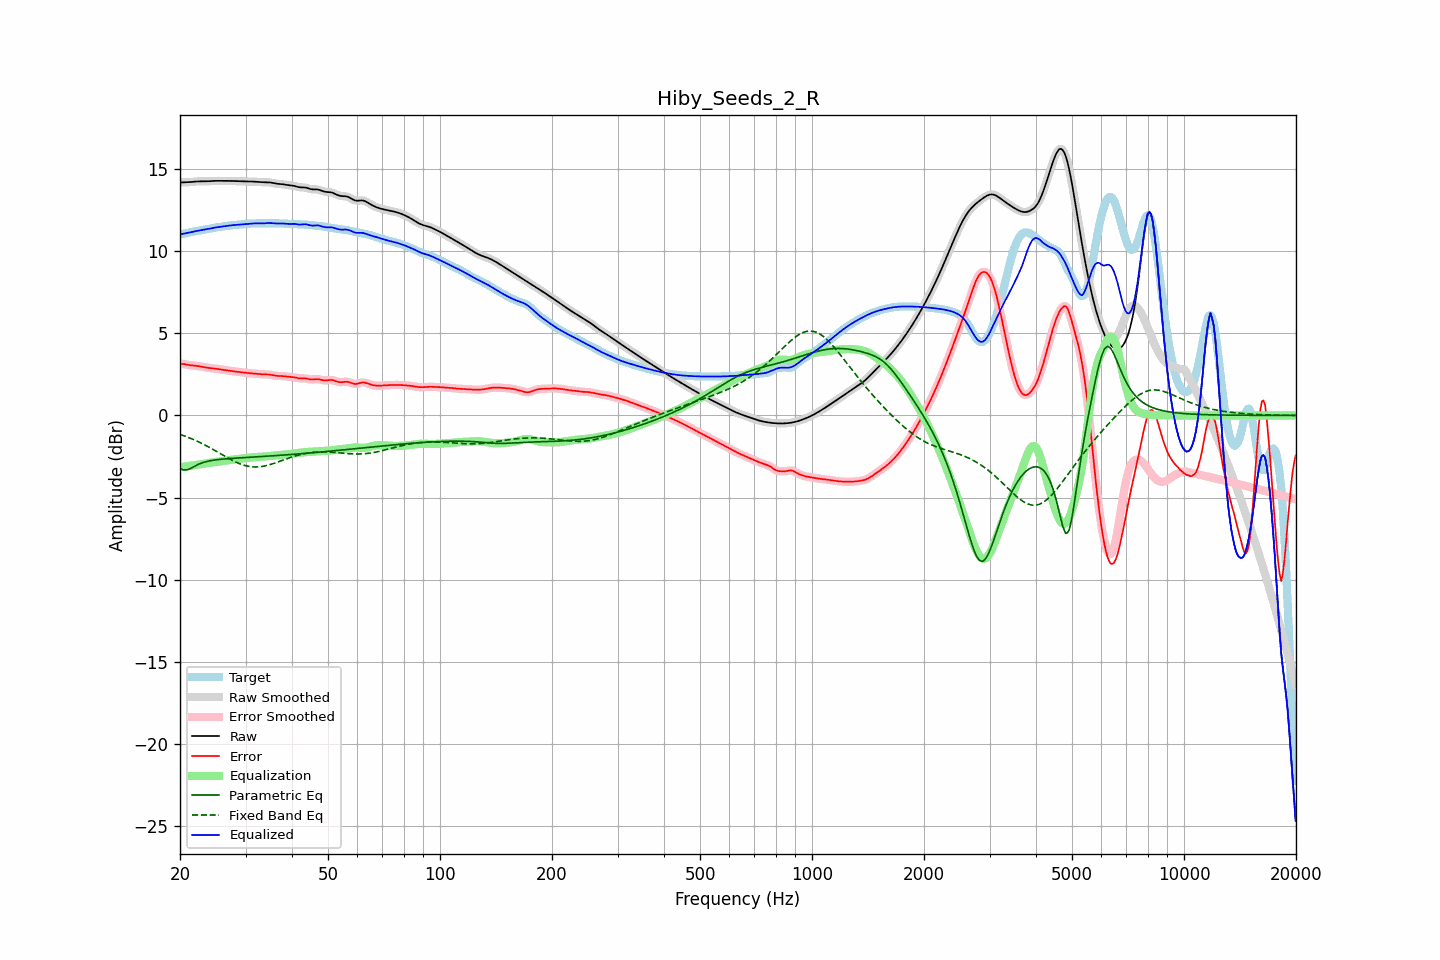 Hiby_Seeds_2_R
Amplitude (dBr)
15
10
5
0
−5
−10
−15
−20
−25
Target
Raw Smoothed
Error Smoothed
Raw
Error
Equalization
Parametric Eq
Fixed Band Eq
Equalized
20 50 100 200 500 1000 2000 5000 10000 20000
Frequency (Hz)